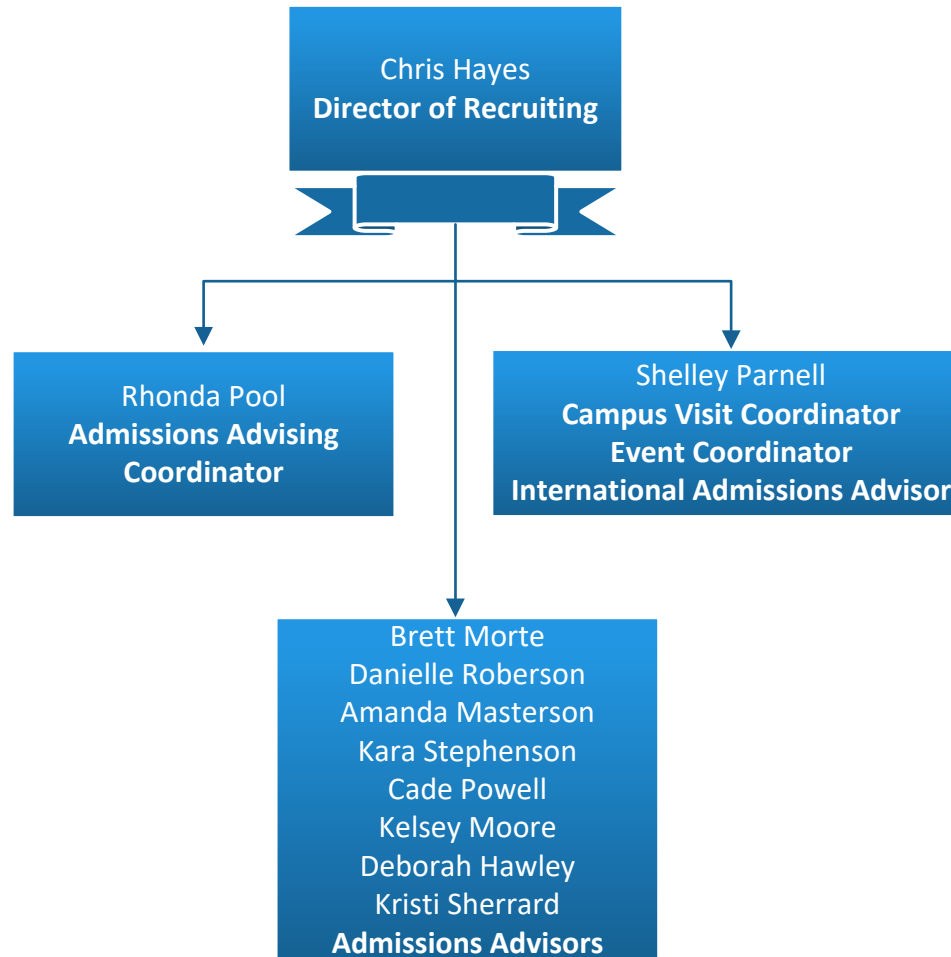 Chris Hayes
Director of Recruiting
Rhonda Pool
Admissions Advising
Coordinator
Shelley Parnell
Campus Visit Coordinator
Event Coordinator
International Admissions Advisor
Brett Morte
Danielle Roberson
Amanda Masterson
Kara Stephenson
Cade Powell
Kelsey Moore
Deborah Hawley
Kristi Sherrard
Admissions Advisors